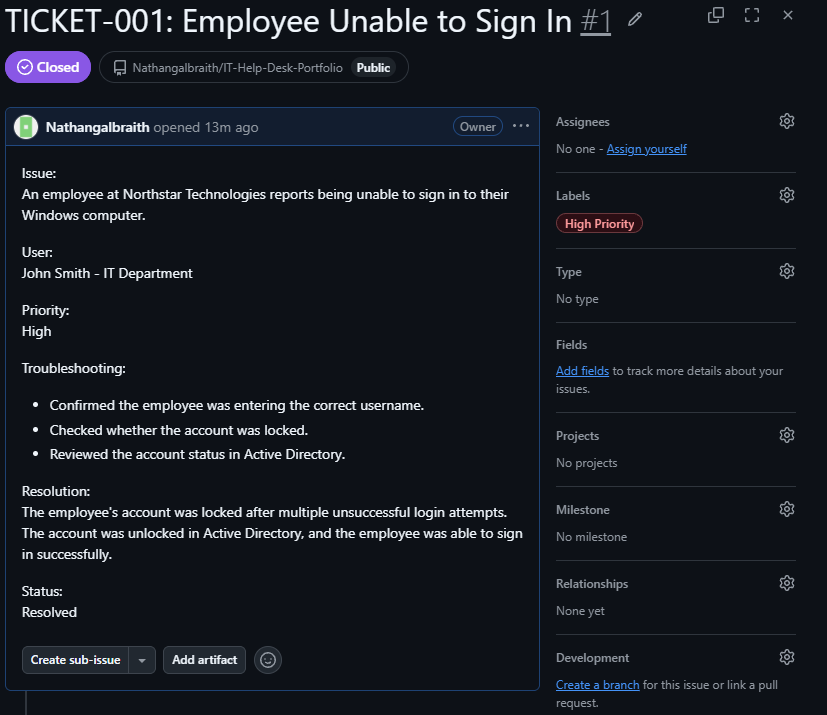 TICKET-001: Employee Unable to Sign In #1
Closed
Nathangalbraith/IT-Help-Desk-Portfolio Public
Nathangalbraith opened 13m ago
Owner
Issue:
An employee at Northstar Technologies reports being unable to sign in to their
Windows computer.
User:
John Smith - IT Department
Priority:
High
Troubleshooting:
• Confirmed the employee was entering the correct username.
• Checked whether the account was locked.
• Reviewed the account status in Active Directory.
Resolution:
The employee's account was locked after multiple unsuccessful login attempts.
The account was unlocked in Active Directory, and the employee was able to sign
in successfully.
Status:
Resolved
Create sub-issue
Add artifact
Assignees
No one - Assign yourself
Labels
High Priority
Type
No type
Fields
Add fields to track more details about your
issues.
Projects
No projects
Milestone
No milestone
Relationships
None yet
Development
Create a branch for this issue or link a pull
request.